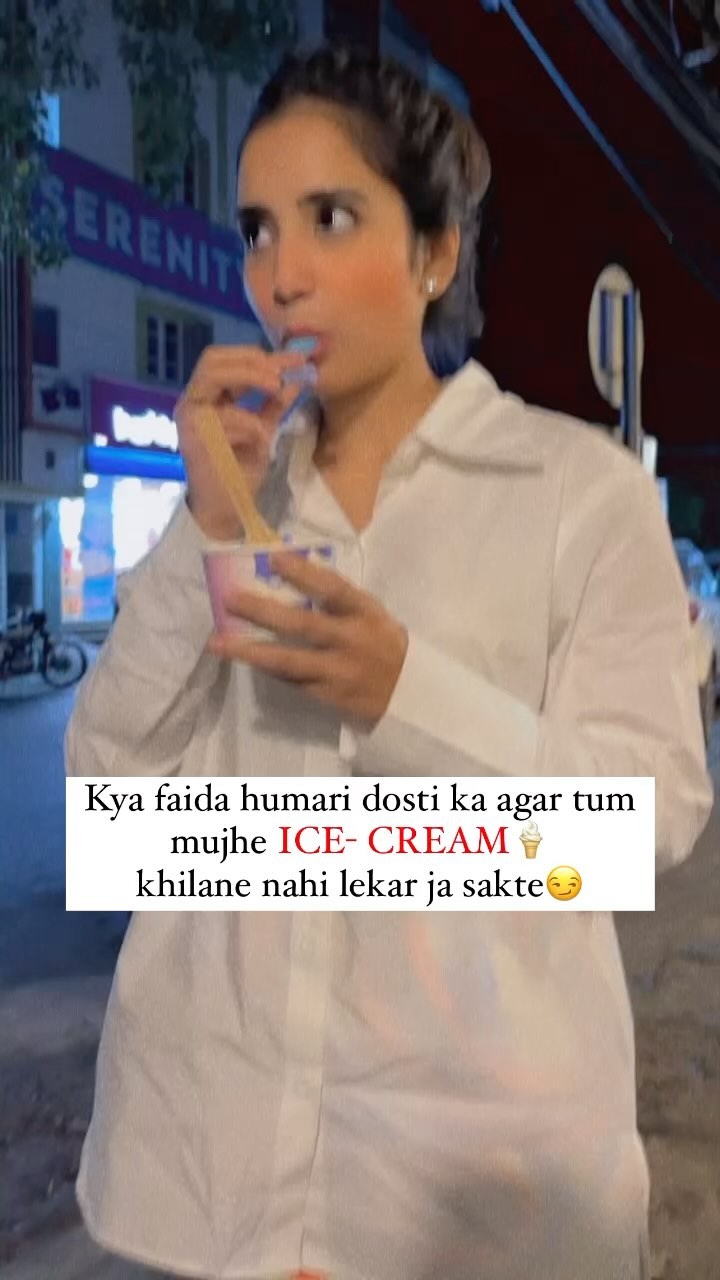 SERENITY
Kya faida humari dosti ka agar tum
mujhe ICE- CREAM🍦
khilane nahi lekar ja sakte😏